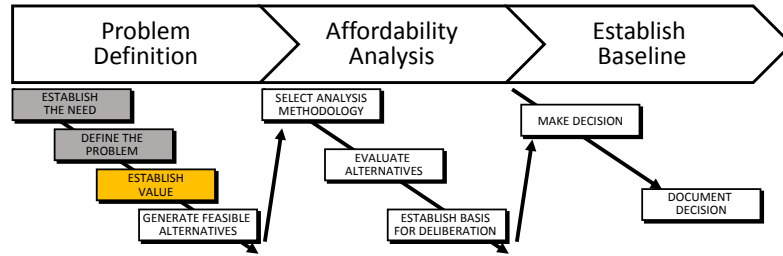 Problem
Definition
Affordability
Analysis
Establish
Baseline
ESTABLISH
THE NEED
DEFINE THE
PROBLEM
ESTABLISH
VALUE
GENERATE FEASIBLE
ALTERNATIVES
SELECT ANALYSIS
METHODOLOGY
EVALUATE
ALTERNATIVES
ESTABLISH BASIS
FOR DELIBERATION
MAKE DECISION
DOCUMENT
DECISION